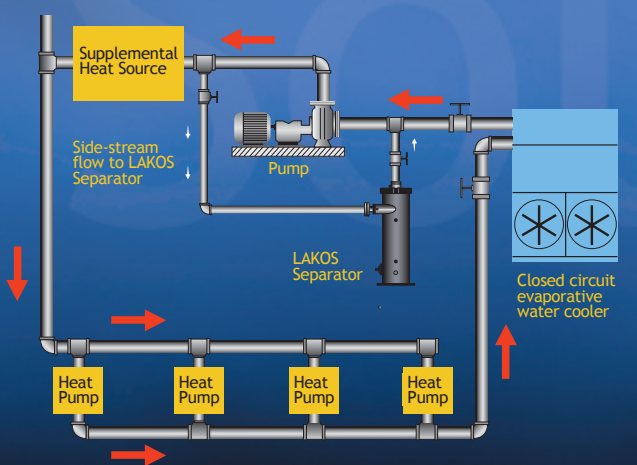 Supplemental
Heat Source
Side-stream
flow to LAKOS
Separator
Pump
LAKOS
Separator
Closed circuit
evaporative
water cooler
Heat
Pump
Heat
Pump
Heat
Pump
Heat
Pump